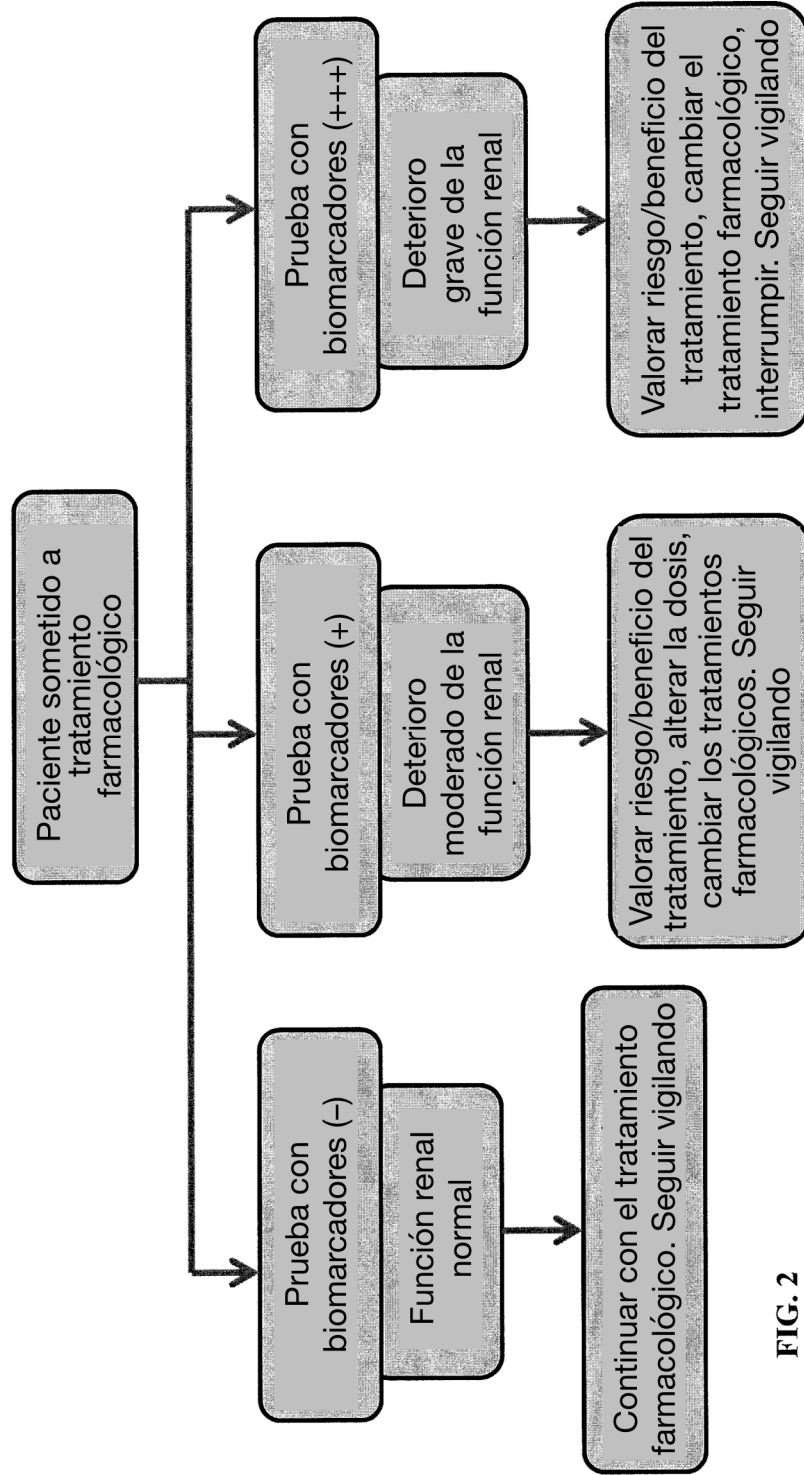 Paciente sometido a
tratamiento
farmacológico
Prueba con
biomarcadores (–)
Función renal
normal
Continuar con el tratamiento
farmacológico. Seguir vigilando
Prueba con
biomarcadores (+)
Deterioro
moderado de la
función renal
Valorar riesgo/beneficio del
tratamiento, alterar la dosis,
cambiar los tratamientos
farmacológicos. Seguir
vigilando
Prueba con
biomarcadores (+++)
Deterioro
grave de la
función renal
Valorar riesgo/beneficio del
tratamiento, cambiar el
tratamiento farmacológico,
interrumpir. Seguir vigilando
FIG. 2